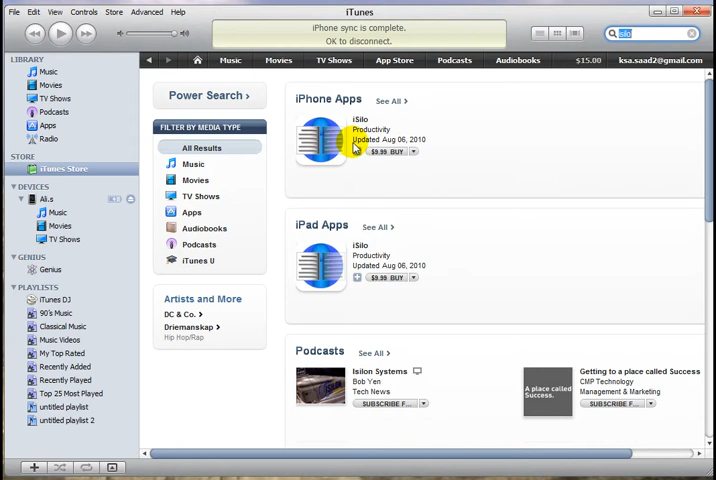 File Edit View Controls Store Advanced Help
iTunes
iPhone sync is complete.
OK to disconnect.
isilo
LIBRARY
Music
Movies
TV Shows
Podcasts
Apps
Radio
STORE
iTunes Store
DEVICES
Ali.s
Music
Movies
TV Shows
GENIUS
Genius
PLAYLISTS
iTunes DJ
90's Music
Classical Music
Music Videos
My Top Rated
Recently Added
Recently Played
Top 25 Most Played
untitled playlist
untitled playlist 2
Music Movies TV Shows App Store Podcasts Audiobooks $15.00 ksa.saad2@gmail.com
Power Search ›
FILTER BY MEDIA TYPE
All Results
Music
Movies
TV Shows
Apps
Audiobooks
Podcasts
iTunes U
Artists and More
DC & Co. ›
Driemanskap ›
Hip Hop/Rap
iPhone Apps See All ›
iSilo
Productivity
Updated Aug 06, 2010
$9.99 BUY
iPad Apps See All ›
iSilo
Productivity
Updated Aug 06, 2010
$9.99 BUY
Podcasts See All ›
Isilon Systems
Bob Yen
Tech News
SUBSCRIBE F...
A place called
Success.
Getting to a place called Success
CMP Technology
Management & Marketing
SUBSCRIBE F...